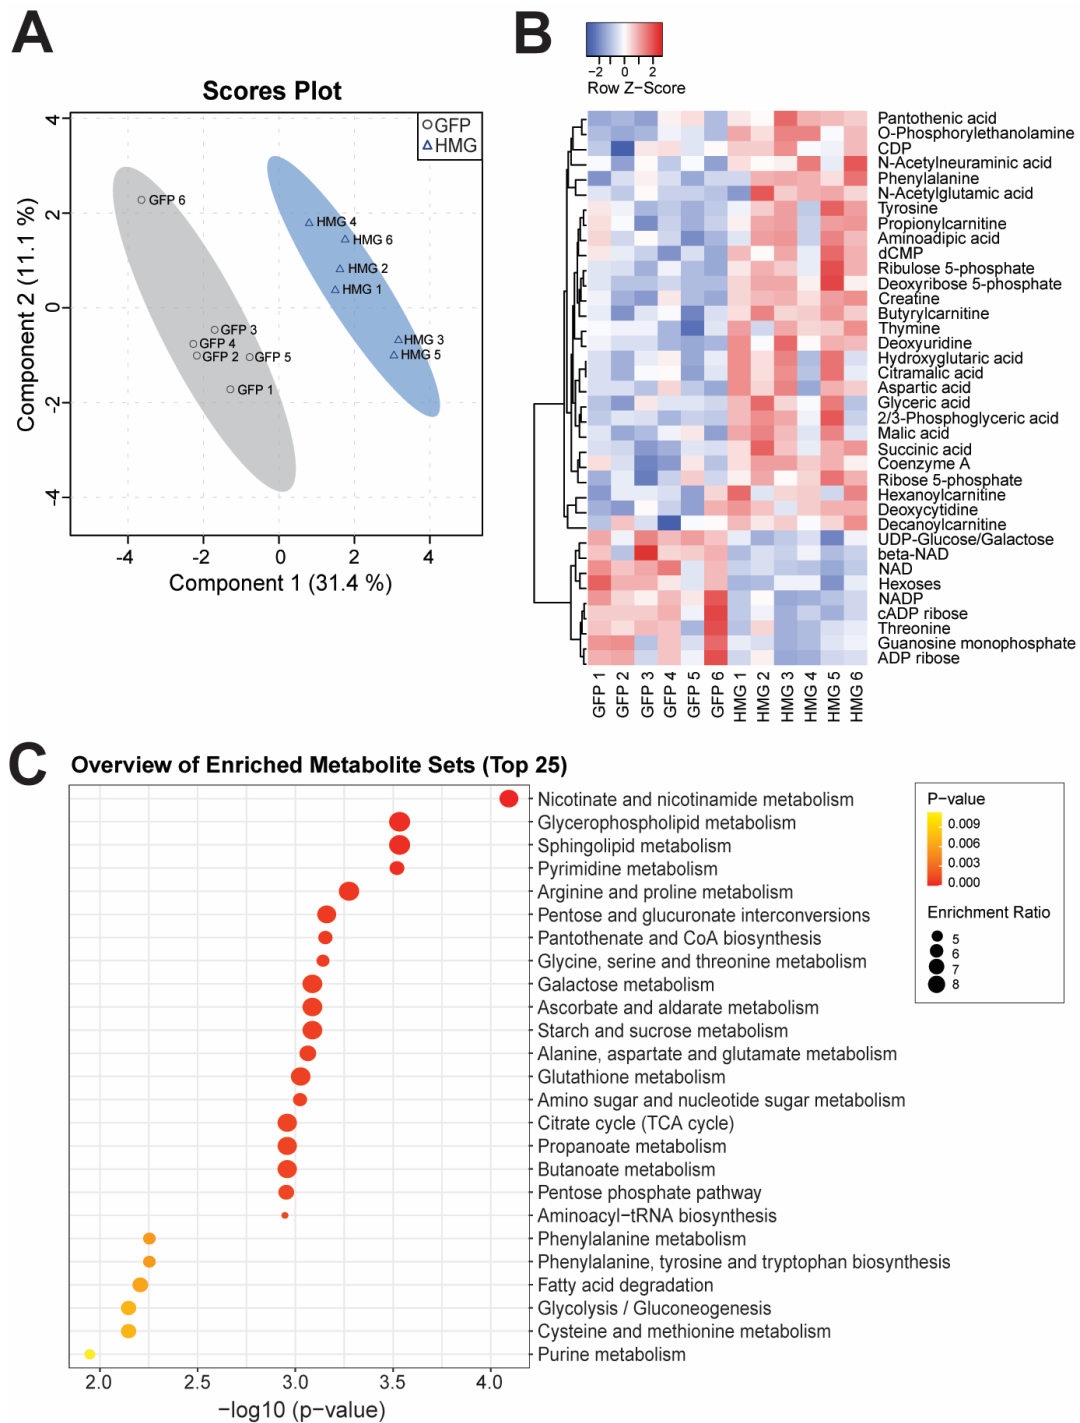 A
Scores Plot
GFP
HMG
GFP 6
HMG 4
HMG 6
HMG 2
HMG 1
GFP 3
GFP 4
GFP 2
GFP 5
GFP 1
HMG 3
HMG 5
4
2
0
-2
-4
Component 2 (11.1 %)
-4
-2
0
2
4
Component 1 (31.4 %)
B
−2 0 2
Row Z−Score
Pantothenic acid
O-Phosphorylethanolamine
CDP
N-Acetylneuraminic acid
Phenylalanine
N-Acetylglutamic acid
Tyrosine
Propionylcarnitine
Aminoadipic acid
dCMP
Ribulose 5-phosphate
Deoxyribose 5-phosphate
Creatine
Butyrylcarnitine
Thymine
Deoxyuridine
Hydroxyglutaric acid
Citramalic acid
Aspartic acid
Glyceric acid
2/3-Phosphoglyceric acid
Malic acid
Succinic acid
Coenzyme A
Ribose 5-phosphate
Hexanoylcarnitine
Deoxycytidine
Decanoylcarnitine
UDP-Glucose/Galactose
beta-NAD
NAD
Hexoses
NADP
cADP ribose
Threonine
Guanosine monophosphate
ADP ribose
GFP 1
GFP 2
GFP 3
GFP 4
GFP 5
GFP 6
HMG 1
HMG 2
HMG 3
HMG 4
HMG 5
HMG 6
C
Overview of Enriched Metabolite Sets (Top 25)
Nicotinate and nicotinamide metabolism
Glycerophospholipid metabolism
Sphingolipid metabolism
Pyrimidine metabolism
Arginine and proline metabolism
Pentose and glucuronate interconversions
Pantothenate and CoA biosynthesis
Glycine, serine and threonine metabolism
Galactose metabolism
Ascorbate and aldarate metabolism
Starch and sucrose metabolism
Alanine, aspartate and glutamate metabolism
Glutathione metabolism
Amino sugar and nucleotide sugar metabolism
Citrate cycle (TCA cycle)
Propanoate metabolism
Butanoate metabolism
Pentose phosphate pathway
Aminoacyl−tRNA biosynthesis
Phenylalanine metabolism
Phenylalanine, tyrosine and tryptophan biosynthesis
Fatty acid degradation
Glycolysis / Gluconeogenesis
Cysteine and methionine metabolism
Purine metabolism
2.0
2.5
3.0
3.5
4.0
−log10 (p−value)
P−value
0.009
0.006
0.003
0.000
Enrichment Ratio
5
6
7
8